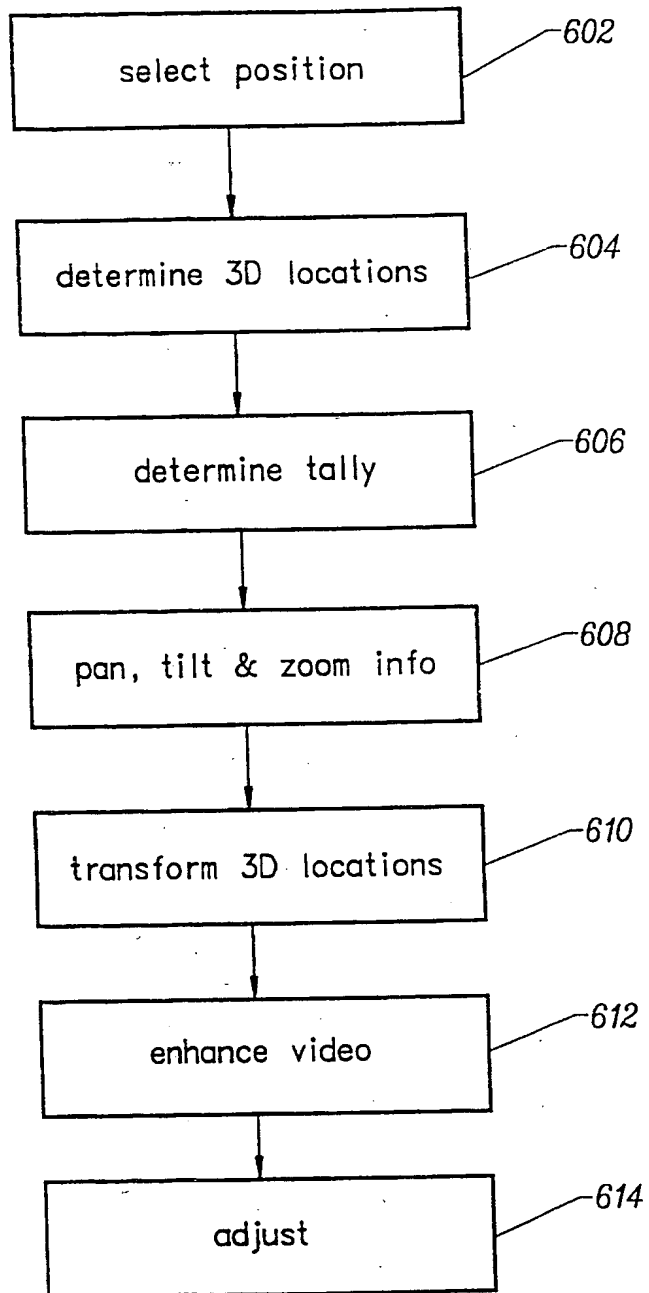 select position
602
determine 3D locations
604
determine tally
606
pan, tilt & zoom info
608
transform 3D locations
610
enhance video
612
adjust
614